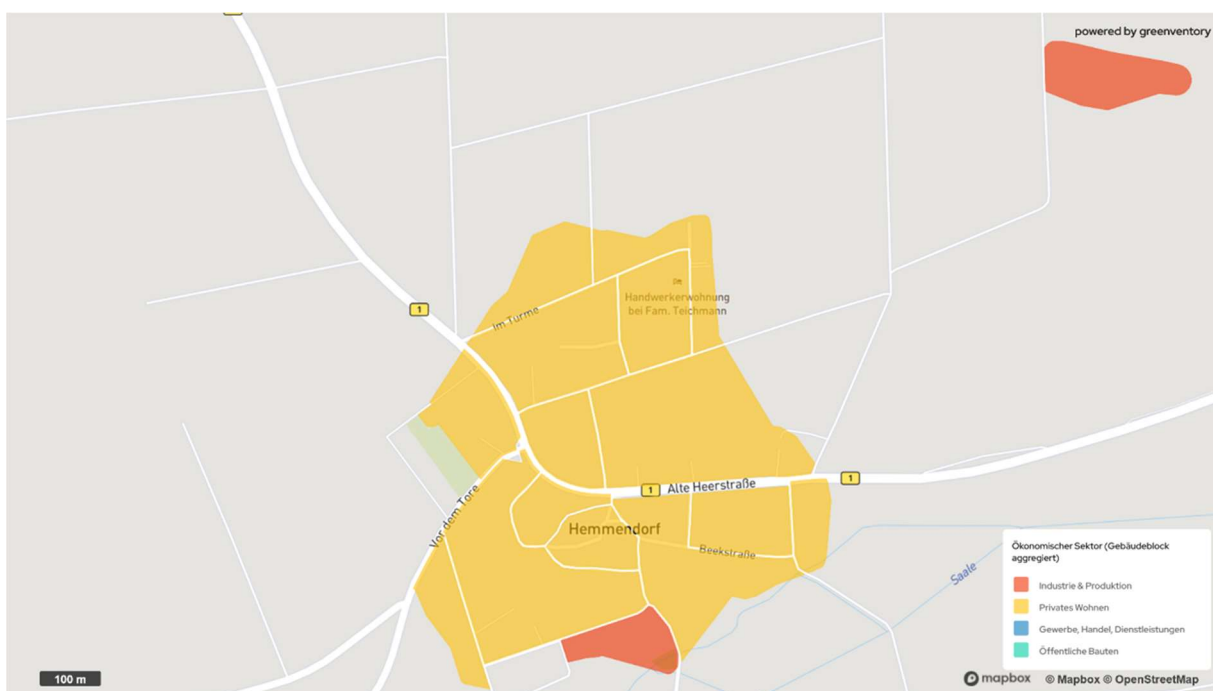 powered by greenventory
1
Im Turme
Handwerkerwohnung
bei Fam. Teichmann
1
Alte Heerstraße
1
Vor dem Tore
Hemmendorf
Beekstraße
Saale
Ökonomischer Sektor (Gebäudeblock
aggregiert)
Industrie & Produktion
Privates Wohnen
Gewerbe, Handel, Dienstleistungen
Öffentliche Bauten
100 m
mapbox © Mapbox © OpenStreetMap